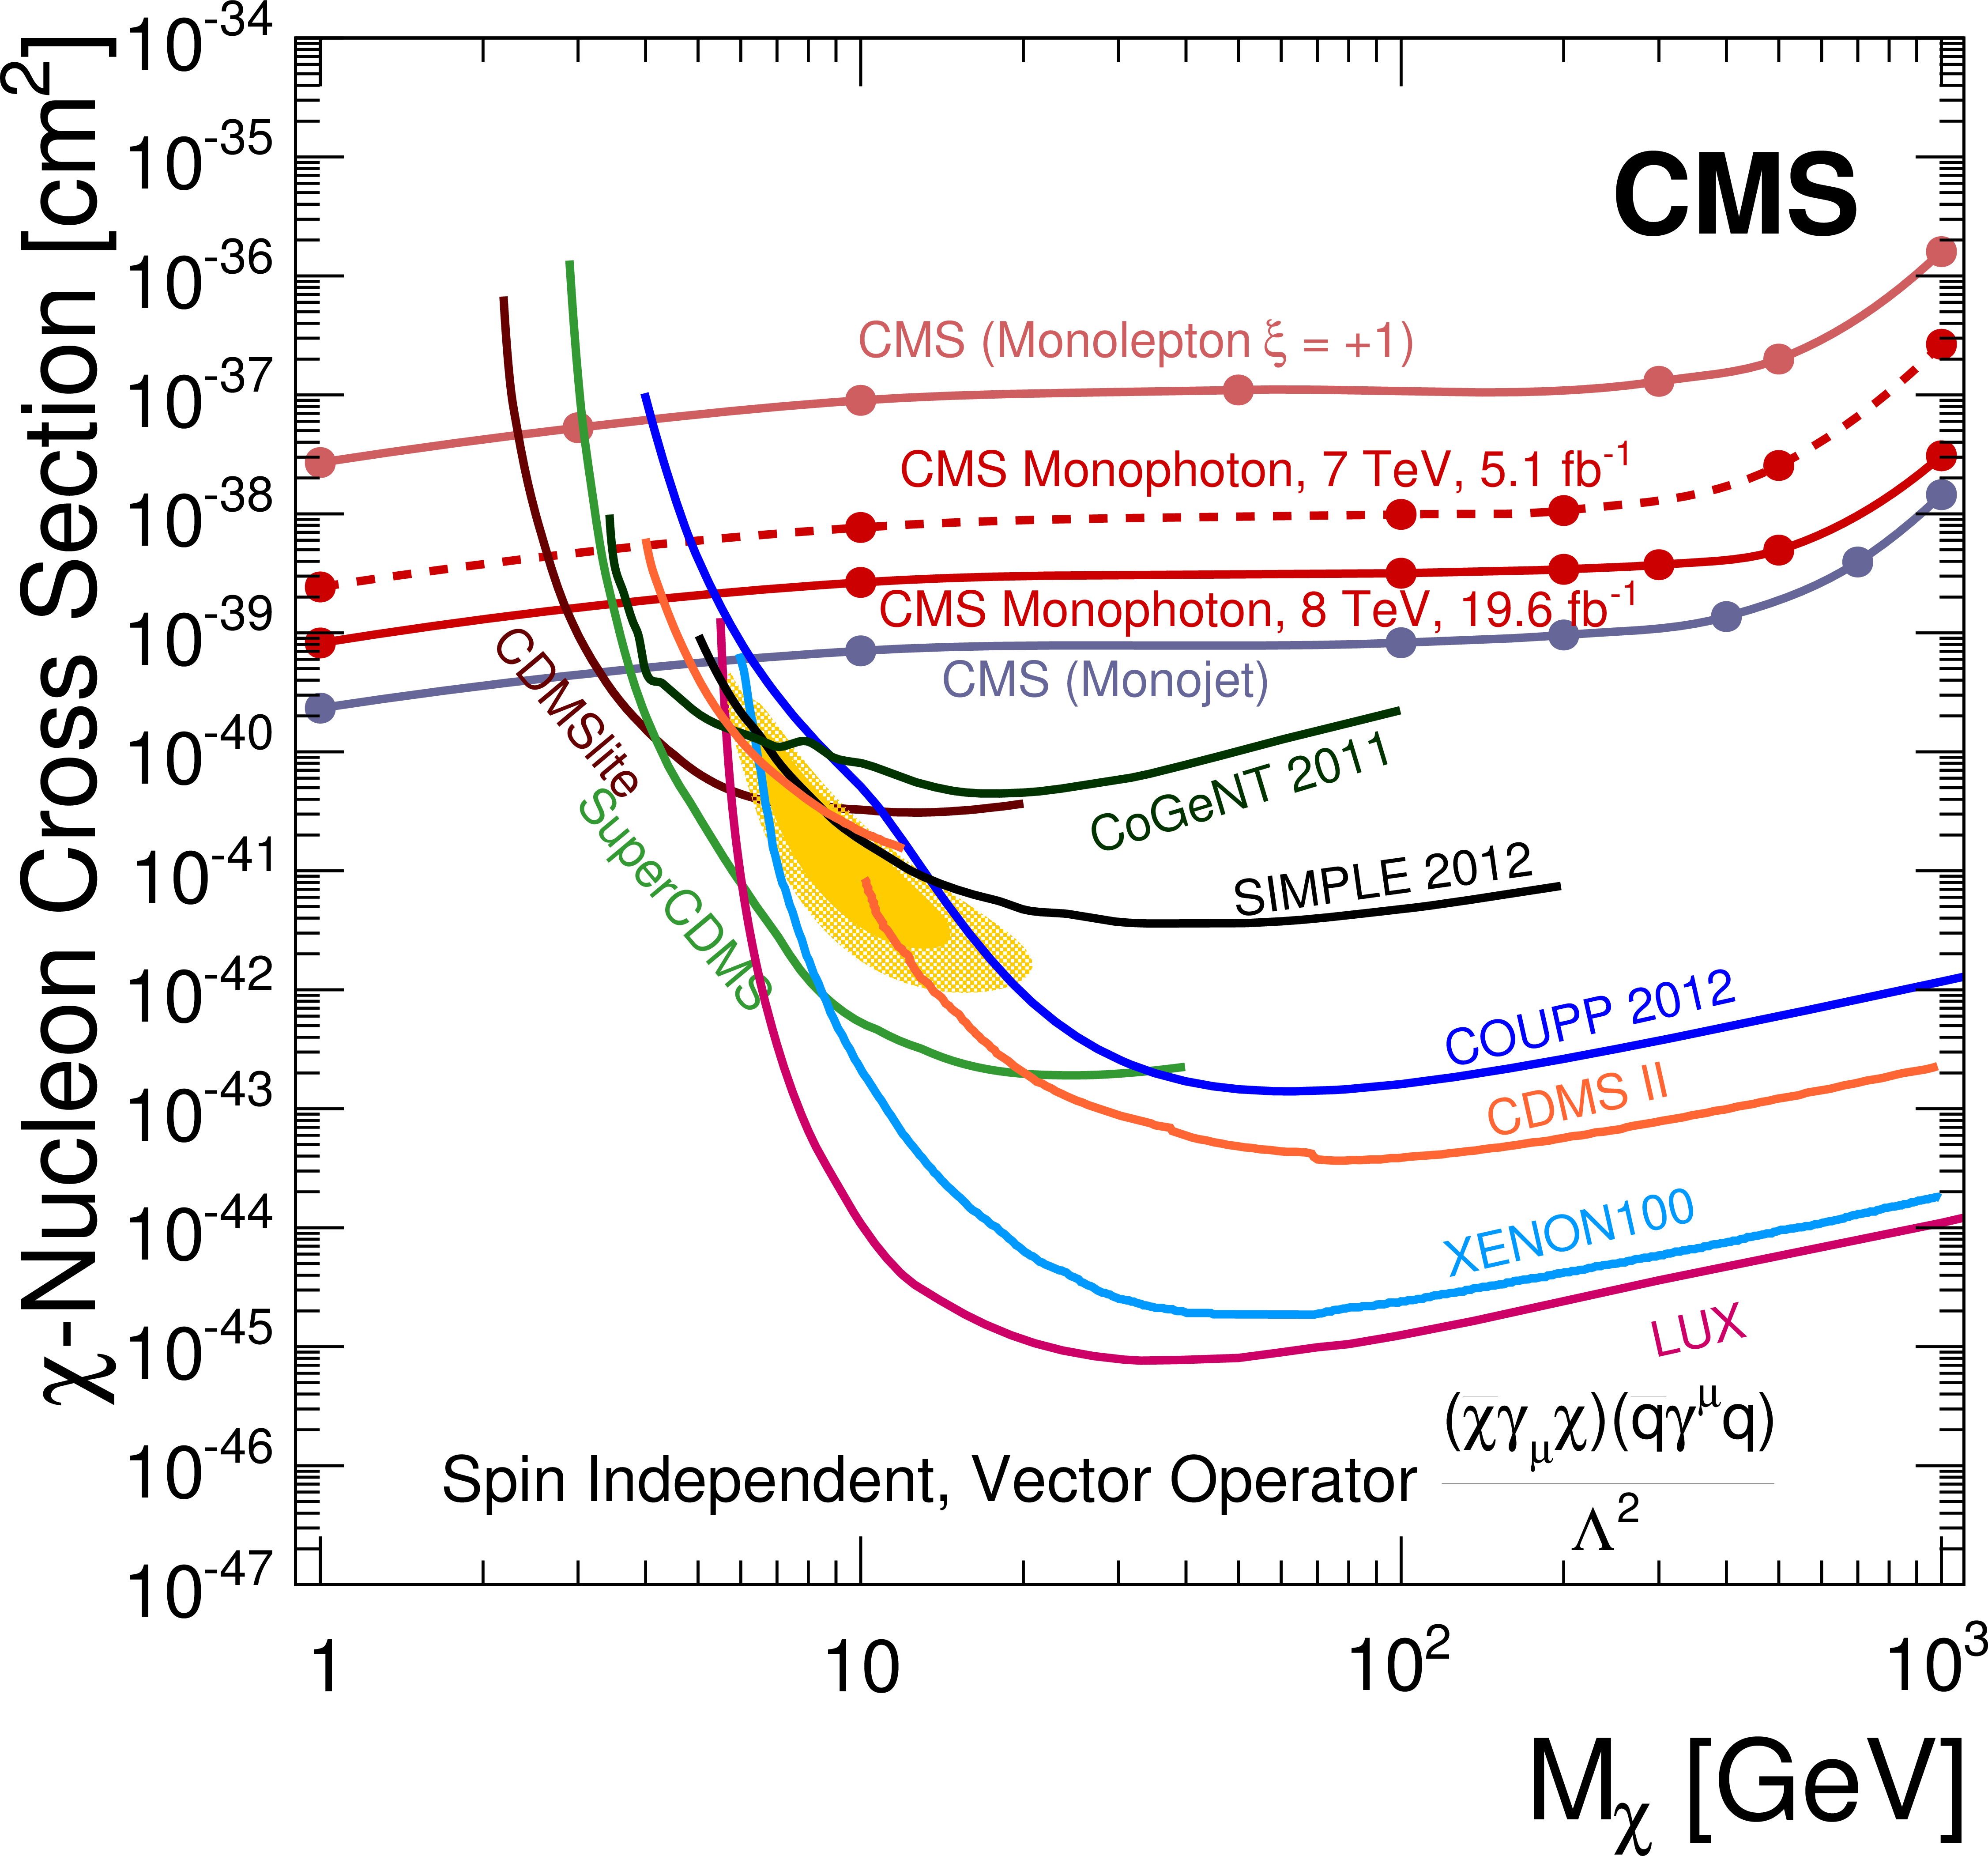 χ-Nucleon Cross Section [cm²]
10⁻³⁴
10⁻³⁵
10⁻³⁶
10⁻³⁷
10⁻³⁸
10⁻³⁹
10⁻⁴⁰
10⁻⁴¹
10⁻⁴²
10⁻⁴³
10⁻⁴⁴
10⁻⁴⁵
10⁻⁴⁶
10⁻⁴⁷
CMS
CMS (Monolepton ξ = +1)
CMS Monophoton, 7 TeV, 5.1 fb⁻¹
CMS Monophoton, 8 TeV, 19.6 fb⁻¹
CMS (Monojet)
CDMSlite
SuperCDMS
CoGeNT 2011
SIMPLE 2012
COUPP 2012
CDMS II
XENON100
LUX
Spin Independent, Vector Operator
(χ̅γ_μχ)(q̅γ^μq)
Λ²
1
10
10²
10³
M_χ [GeV]